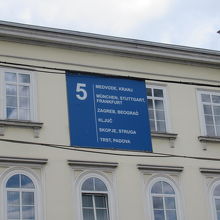 5
MEDVODE, KRANJ
MÜNCHEN, STUTTGART,
FRANKFURT
ZAGREB, BEOGRAD
KLJUČ
SKOPJE, STRUGA
TRST, PADOVA